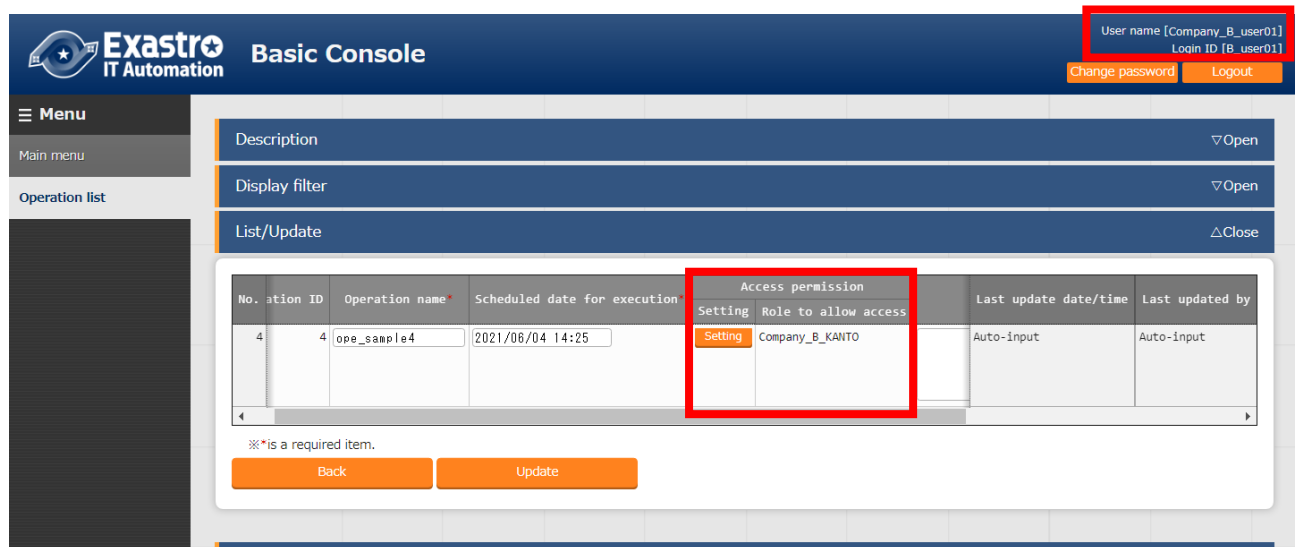 Exastro
IT Automation
Basic Console
User name [Company_B_user01]
Login ID [B_user01]
Change password
Logout
Menu
Main menu
Operation list
Description
▽Open
Display filter
▽Open
List/Update
△Close
Access permission
No. ation ID Operation name* Scheduled date for execution* Setting Role to allow access Last update date/time Last updated by
4 4 ope_sample4 2021/06/04 14:25 Setting Company_B_KANTO Auto-input Auto-input
※*is a required item.
Back
Update